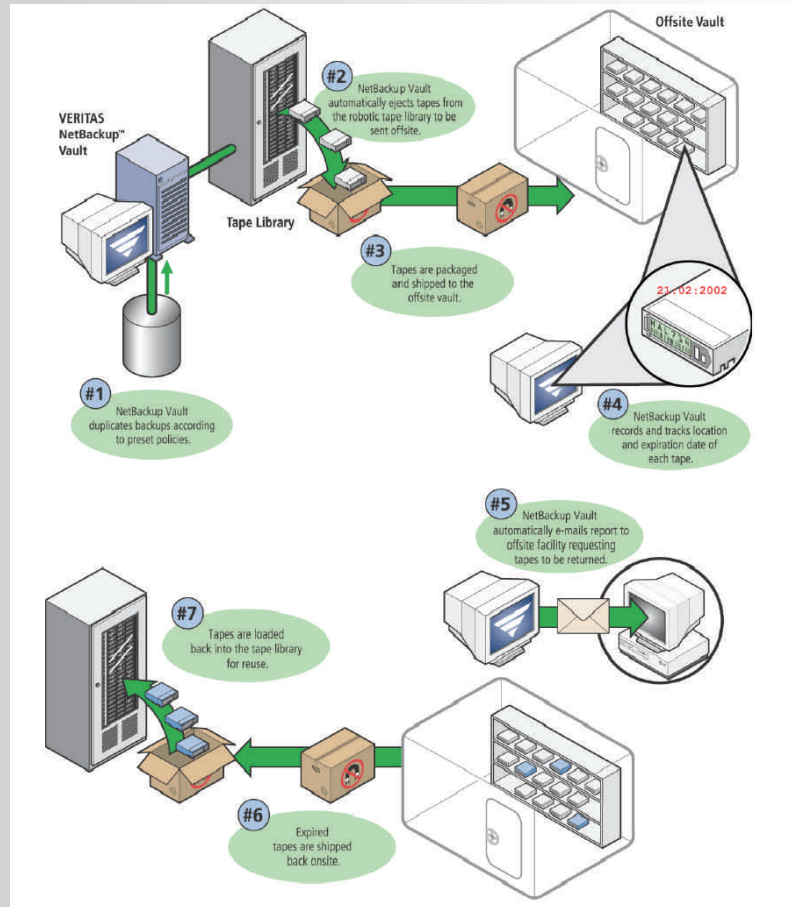 Offsite Vault
#2
NetBackup Vault
automatically ejects tapes from
the robotic tape library to be
sent offsite.
VERITAS
NetBackup™
Vault
Tape Library
#3
Tapes are packaged
and shipped to the
offsite vault.
21:02:2002
#1
NetBackup Vault
duplicates backups according
to preset policies.
#4
NetBackup Vault
records and tracks location
and expiration date of
each tape.
#5
NetBackup Vault
automatically e-mails report to
offsite facility requesting
tapes to be returned.
#7
Tapes are loaded
back into the tape library
for reuse.
#6
Expired
tapes are shipped
back onsite.